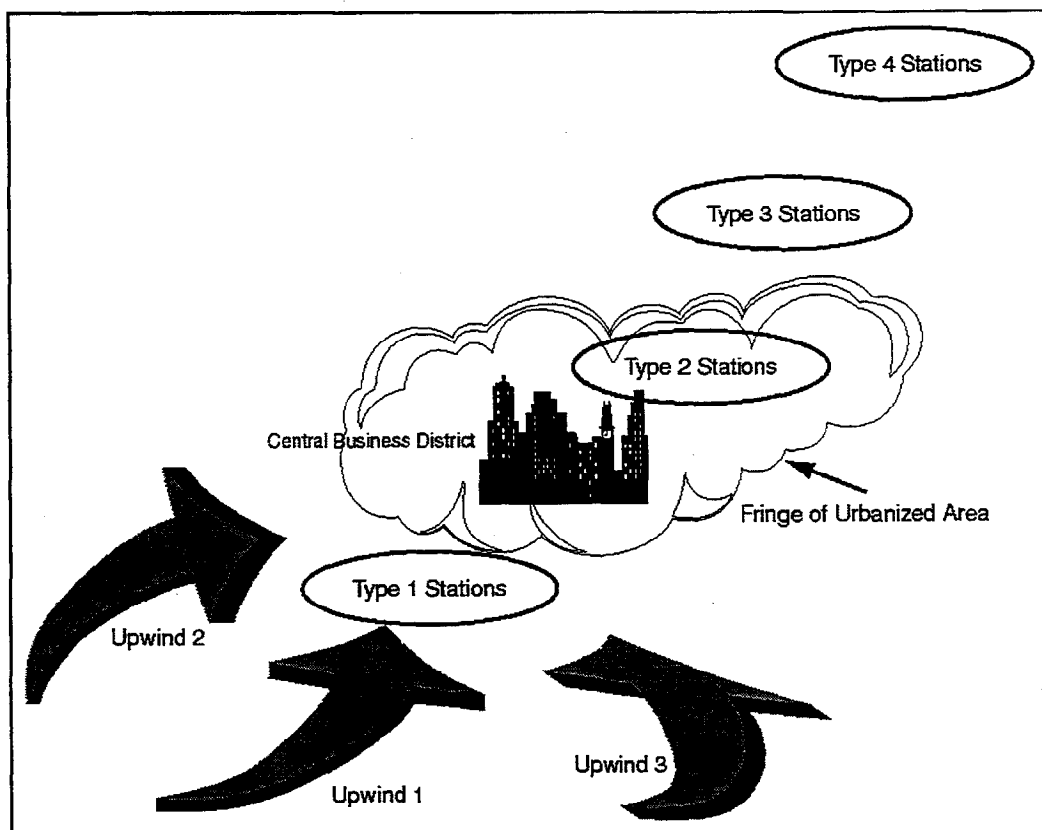 Type 4 Stations
Type 3 Stations
Type 2 Stations
Central Business District
Fringe of Urbanized Area
Type 1 Stations
Upwind 2
Upwind 3
Upwind 1